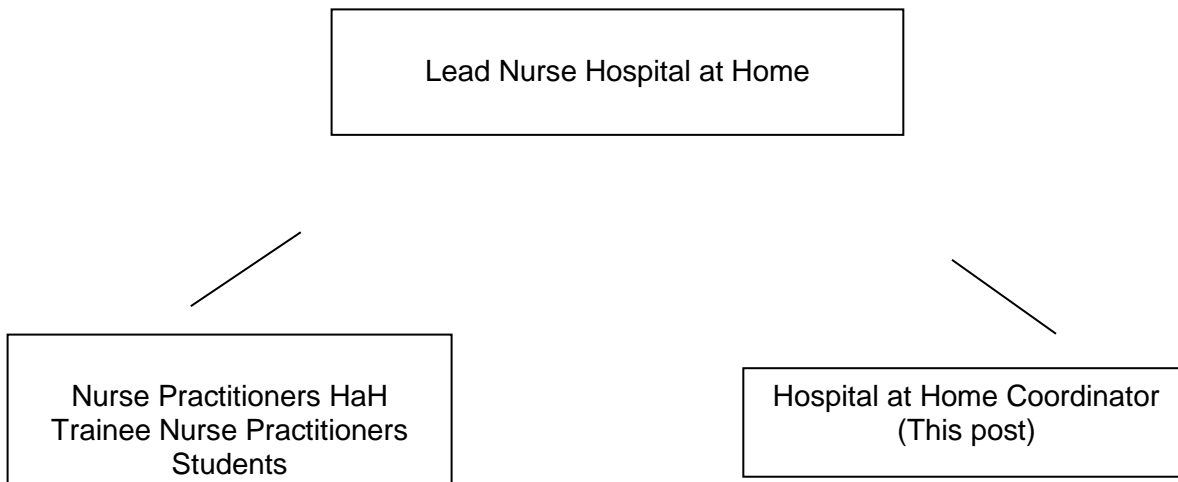 Lead Nurse Hospital at Home
Nurse Practitioners HaH
Trainee Nurse Practitioners
Students
Hospital at Home Coordinator
(This post)